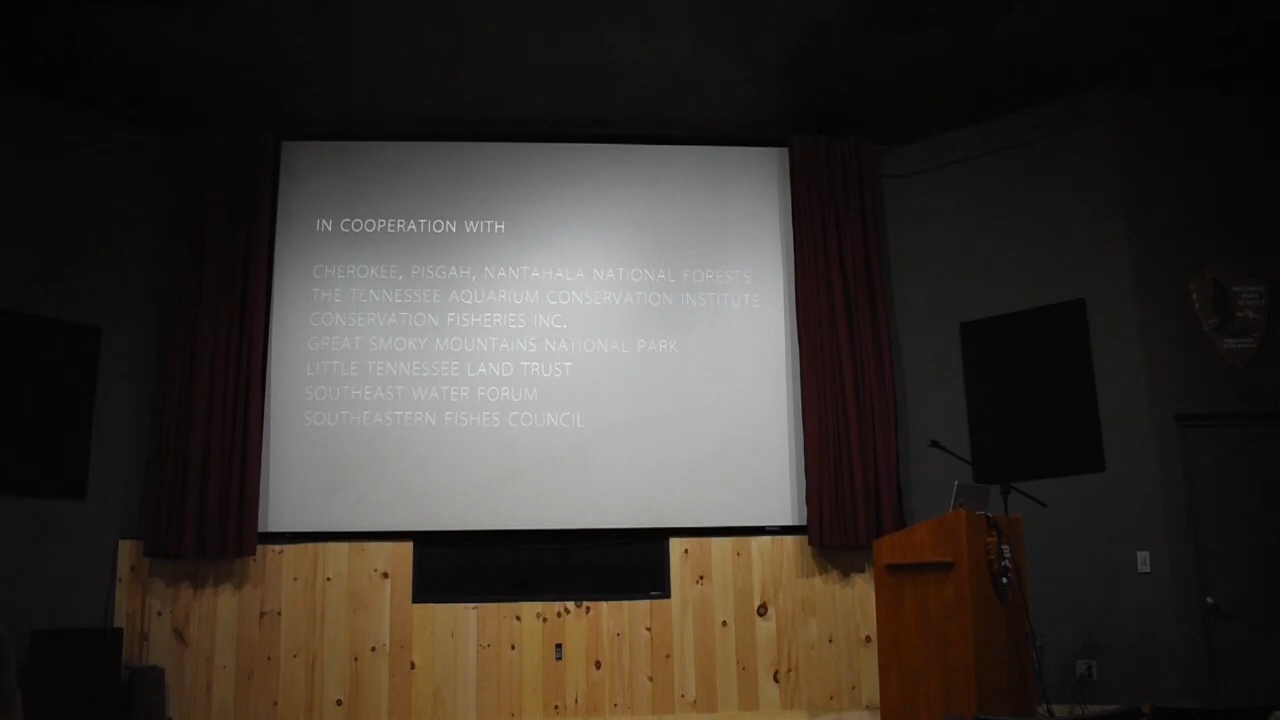 IN COOPERATION WITH
CHEROKEE, PISGAH, NANTAHALA NATIONAL FORESTS
THE TENNESSEE AQUARIUM CONSERVATION INSTITUTE
CONSERVATION FISHERIES INC.
GREAT SMOKY MOUNTAINS NATIONAL PARK
LITTLE TENNESSEE LAND TRUST
SOUTHEAST WATER FORUM
SOUTHEASTERN FISHES COUNCIL